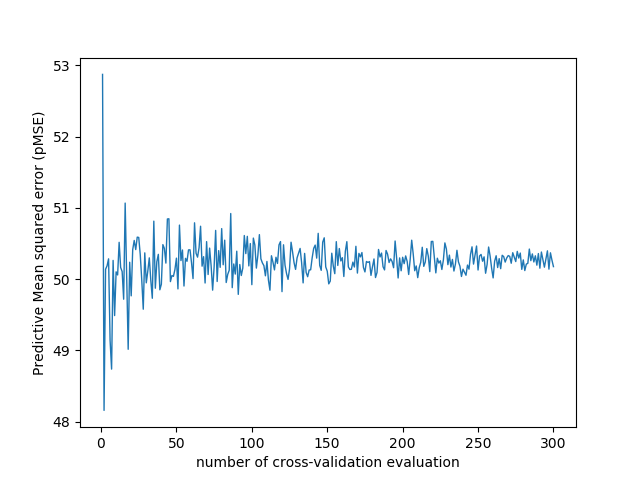 53
52
51
50
49
48
Predictive Mean squared error (pMSE)
0 50 100 150 200 250 300
number of cross-validation evaluation